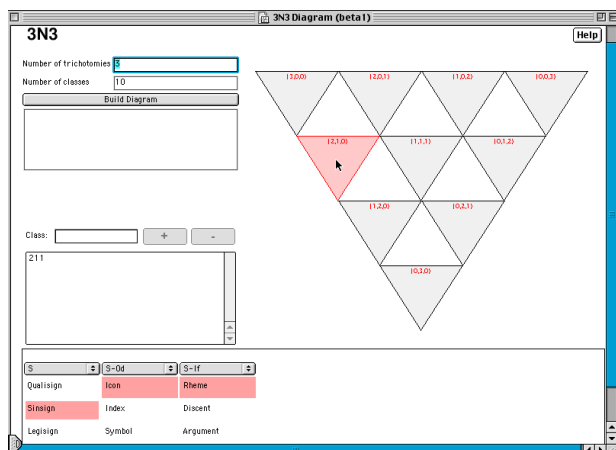 3N3 Diagram (beta1)
3N3
Help
Number of trichotomies 3
Number of classes 10
Build Diagram
(3,0,0) (2,0,1) (1,0,2) (0,0,3)
(2,1,0) (1,1,1) (0,1,2)
(1,2,0) (0,2,1)
(0,3,0)
Class: + -
211
S S-Od S-If
Qualisign Icon Rheme
Sinsign Index Discent
Legisign Symbol Argument